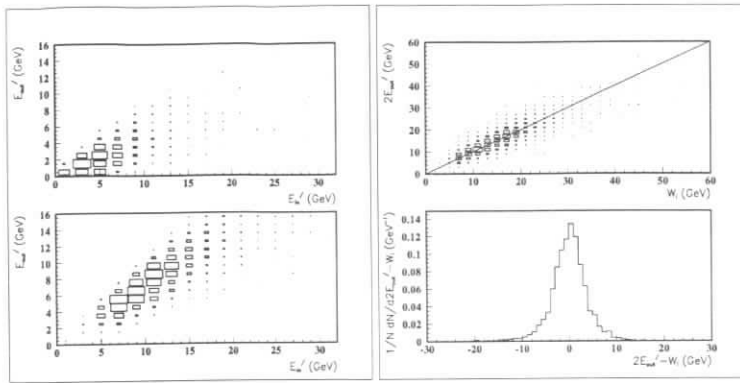 E_out' (GeV)
16
14
12
10
8
6
4
2
0
0 5 10 15 20 25 30
E_in' (GeV)
E_out' (GeV)
16
14
12
10
8
6
4
2
0
0 5 10 15 20 25 30
E_in' (GeV)
2E_out' (GeV)
60
50
40
30
20
10
0
0 10 20 30 40 50 60
W_i (GeV)
1/N dN/d2E_out'-W_i (GeV⁻¹)
0.14
0.12
0.1
0.08
0.06
0.04
0.02
0
-30 -20 -10 0 10 20 30
2E_out'-W_i (GeV)